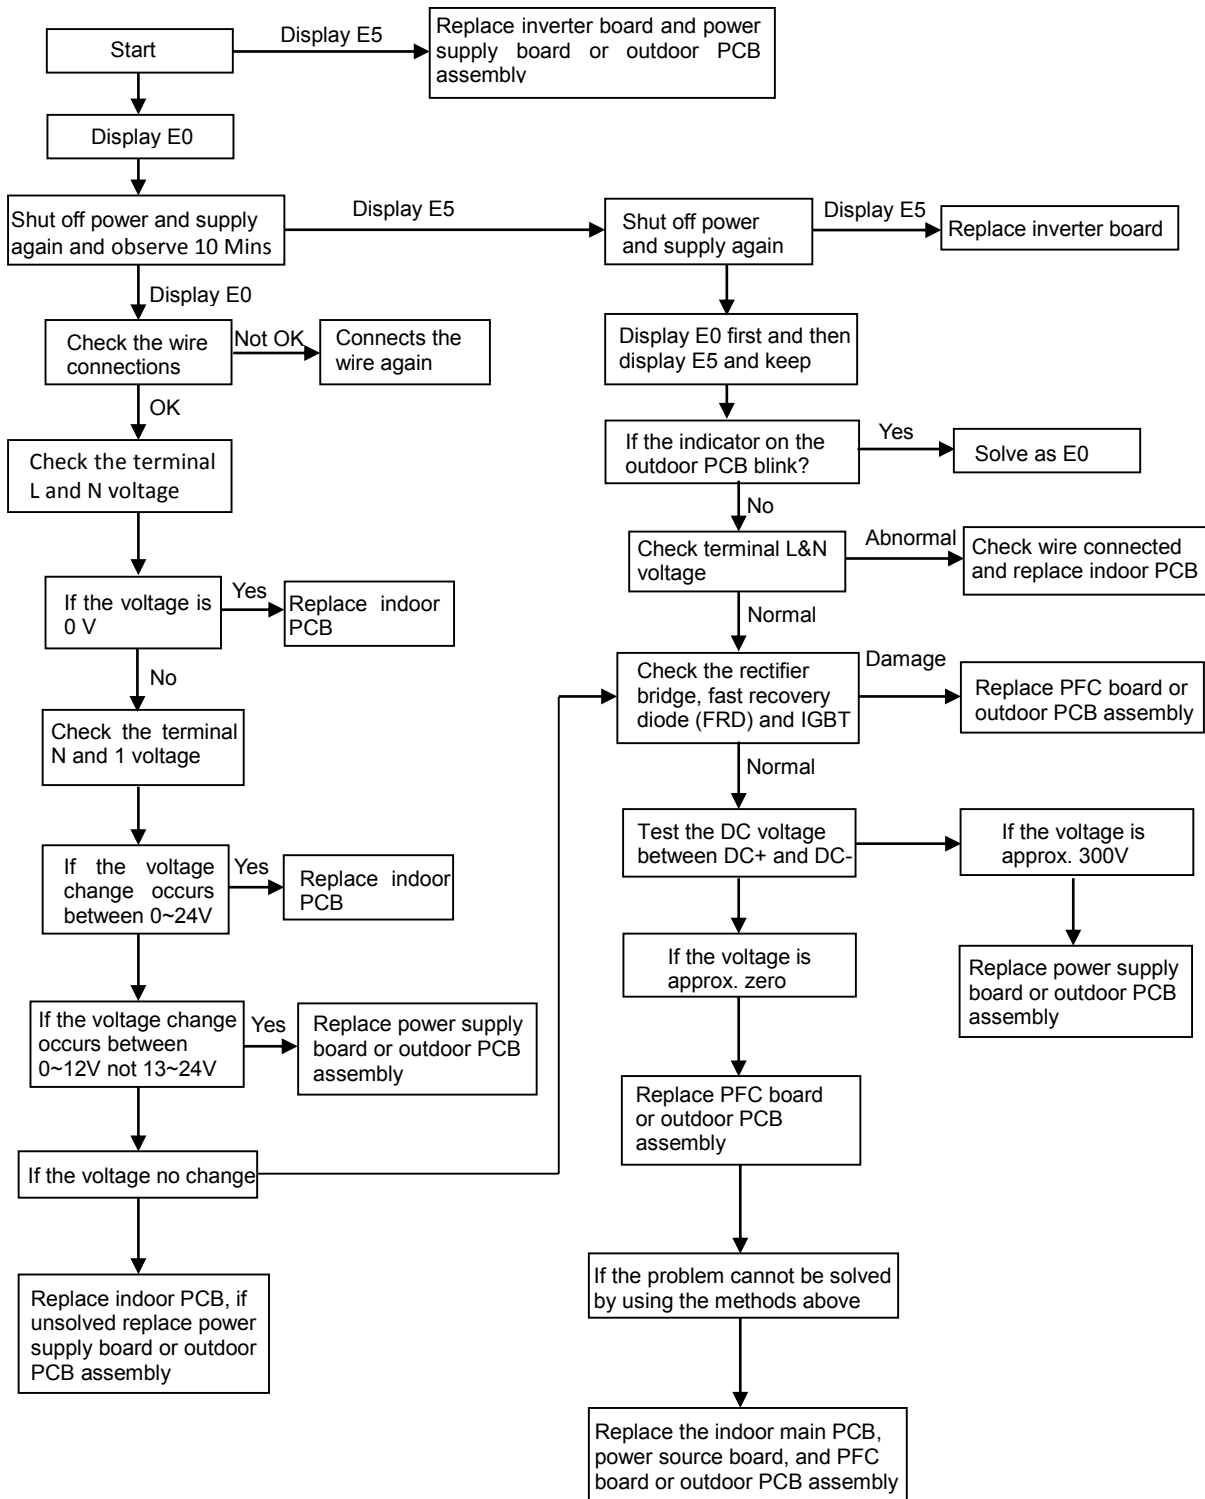 Start
Display E5
Replace inverter board and power
supply board or outdoor PCB
assembly
Display E0
Shut off power and supply
again and observe 10 Mins
Display E5
Shut off power
and supply again
Display E5
Replace inverter board
Display E0
Check the wire
connections
Not OK
Connects the
wire again
Display E0 first and then
display E5 and keep
OK
If the indicator on the
outdoor PCB blink?
Yes
Solve as E0
Check the terminal
L and N voltage
No
Check terminal L&N
voltage
Abnormal
Check wire connected
and replace indoor PCB
If the voltage is
0 V
Yes
Replace indoor
PCB
Normal
No
Check the rectifier
bridge, fast recovery
diode (FRD) and IGBT
Damage
Replace PFC board or
outdoor PCB assembly
Check the terminal
N and 1 voltage
Normal
Test the DC voltage
between DC+ and DC-
If the voltage is
approx. 300V
If the voltage
change occurs
between 0~24V
Yes
Replace indoor
PCB
If the voltage is
approx. zero
Replace power supply
board or outdoor PCB
assembly
If the voltage change
occurs between
0~12V not 13~24V
Yes
Replace power supply
board or outdoor PCB
assembly
Replace PFC board
or outdoor PCB
assembly
If the voltage no change
If the problem cannot be solved
by using the methods above
Replace indoor PCB, if
unsolved replace power
supply board or outdoor
PCB assembly
Replace the indoor main PCB,
power source board, and PFC
board or outdoor PCB assembly